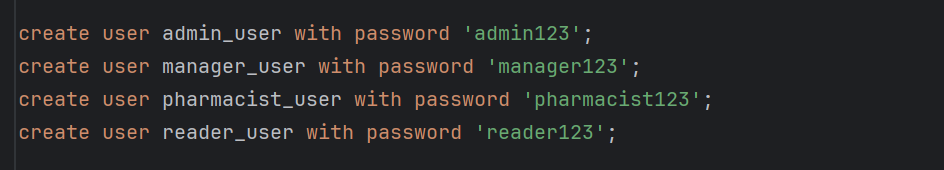 create user admin_user with password 'admin123';
create user manager_user with password 'manager123';
create user pharmacist_user with password 'pharmacist123';
create user reader_user with password 'reader123';